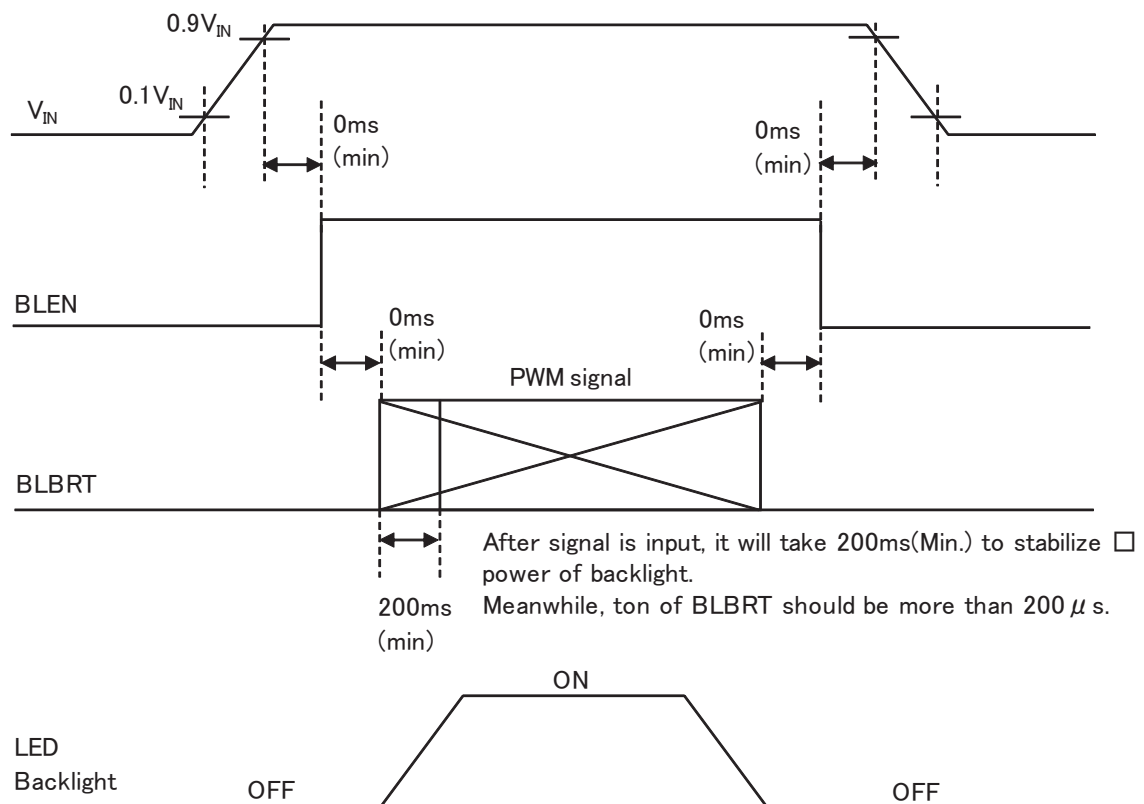 0.9VIN
0.1VIN
VIN
0ms
(min)
0ms
(min)
BLEN
0ms
(min)
0ms
(min)
PWM signal
BLBRT
After signal is input, it will take 200ms(Min.) to stabilize □
power of backlight.
Meanwhile, ton of BLBRT should be more than 200 μ s.
200ms
(min)
ON
LED
Backlight
OFF
OFF